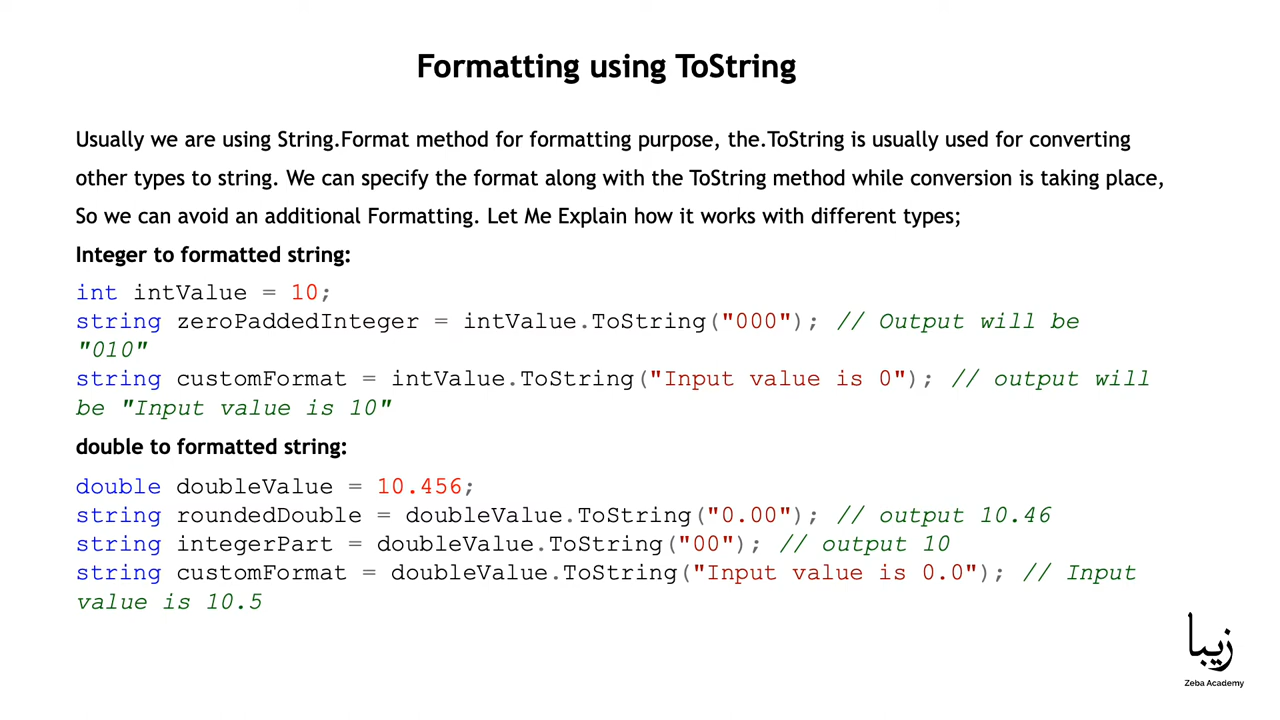 Formatting using ToString
Usually we are using String.Format method for formatting purpose, the.ToString is usually used for converting
other types to string. We can specify the format along with the ToString method while conversion is taking place,
So we can avoid an additional Formatting. Let Me Explain how it works with different types;
Integer to formatted string:
int intValue = 10;
string zeroPaddedInteger = intValue.ToString("000"); // Output will be
"010"
string customFormat = intValue.ToString("Input value is 0"); // output will
be "Input value is 10"
double to formatted string:
double doubleValue = 10.456;
string roundedDouble = doubleValue.ToString("0.00"); // output 10.46
string integerPart = doubleValue.ToString("00"); // output 10
string customFormat = doubleValue.ToString("Input value is 0.0"); // Input
value is 10.5
زیبا
Zeba Academy